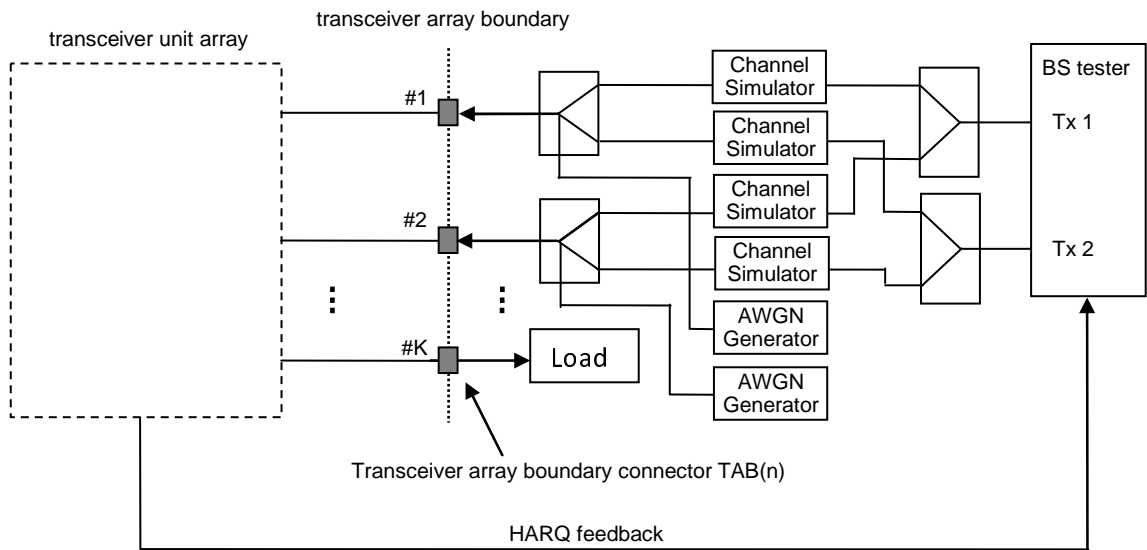 transceiver array boundary
transceiver unit array
BS tester
Channel
Simulator
#1
Tx 1
Channel
Simulator
Channel
Simulator
#2
Tx 2
Channel
Simulator
AWGN
Generator
#K
Load
AWGN
Generator
Transceiver array boundary connector TAB(n)
HARQ feedback